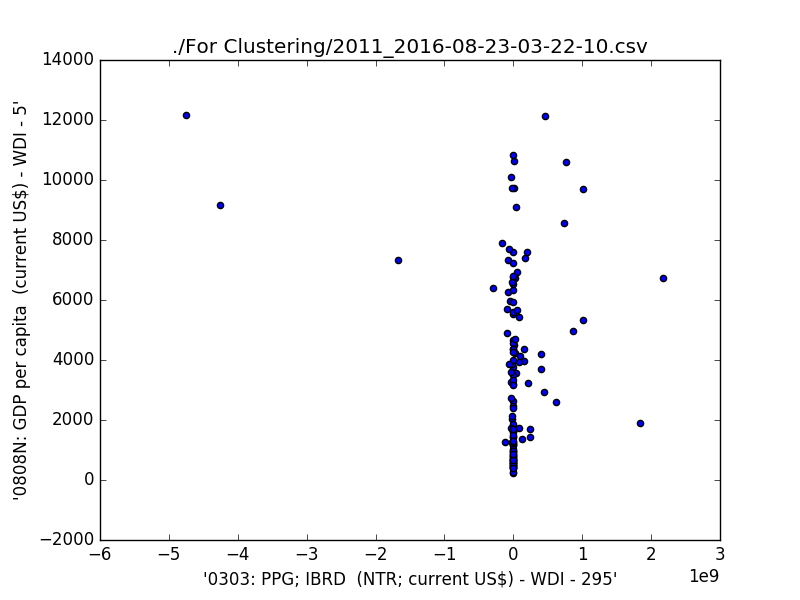 ./For Clustering/2011_2016-08-23-03-22-10.csv
14000
12000
10000
8000
6000
4000
2000
0
−2000
'0808N: GDP per capita  (current US$) - WDI - 5'
−6 −5 −4 −3 −2 −1 0 1 2 3
1e9
'0303: PPG; IBRD  (NTR; current US$) - WDI - 295'